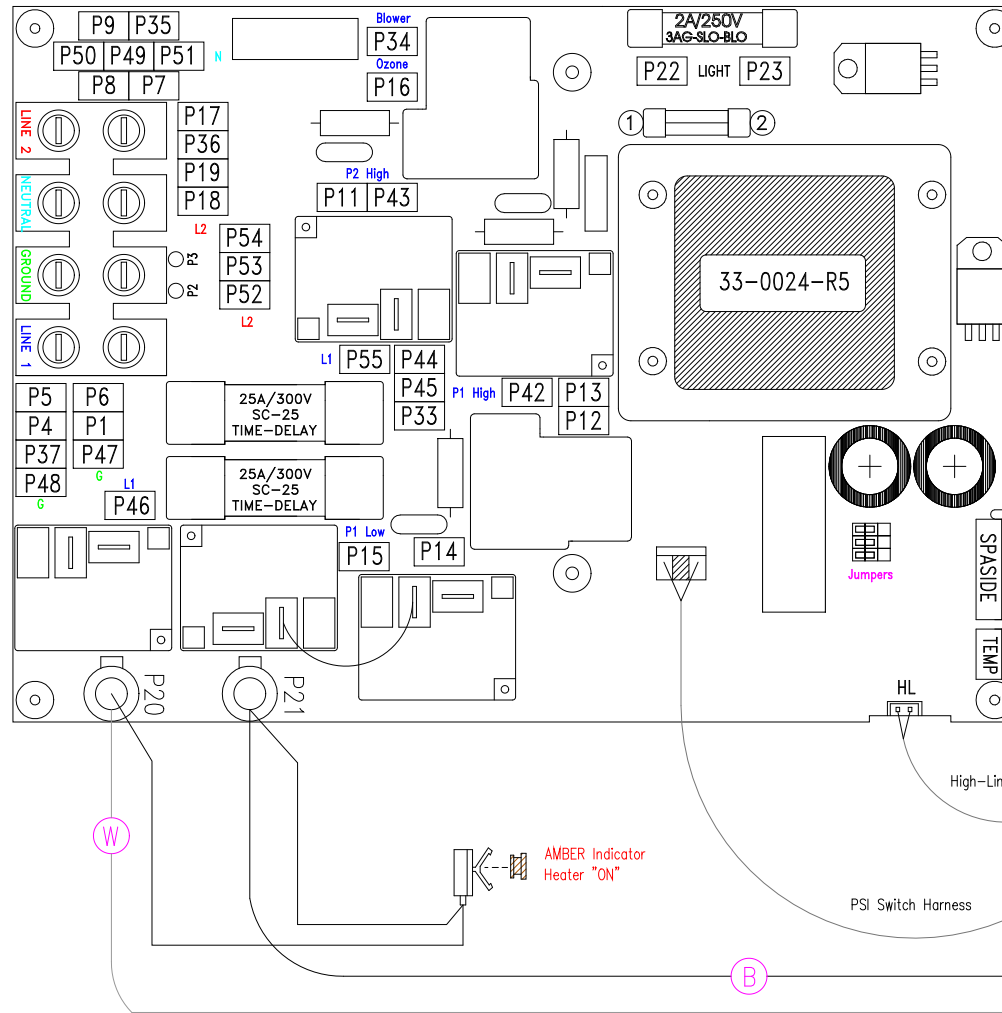 P9 P35
P50 P49 P51 N
P8 P7
Blower
P34
Ozone
P16
2A/250V
3AG-SLO-BLO
P22 LIGHT P23
1 2
LINE 2
NEUTRAL
GROUND
LINE 1
P17
P36
P19
P18
L2
P3
P2
P54
P53
P52
L2
P2 High
P11 P43
33-0024-R5
L1 P55 P44
P45
P33
P1 High P42 P13
P12
P5 P6
P4 P1
P37 P47
P48 G
G
L1
P46
25A/300V
SC-25
TIME-DELAY
25A/300V
SC-25
TIME-DELAY
P1 Low
P15 P14
Jumpers
SPASIDE
TEMP
P20
P21
HL
High-Lin
W
AMBER Indicator
Heater "ON"
PSI Switch Harness
B